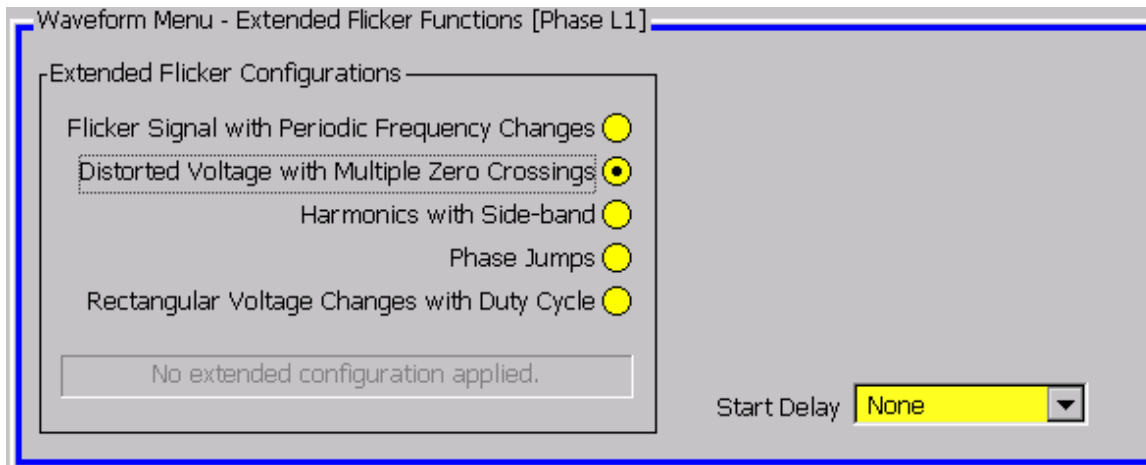 Waveform Menu - Extended Flicker Functions [Phase L1]
Extended Flicker Configurations
Flicker Signal with Periodic Frequency Changes
Distorted Voltage with Multiple Zero Crossings
Harmonics with Side-band
Phase Jumps
Rectangular Voltage Changes with Duty Cycle
No extended configuration applied.
Start Delay None